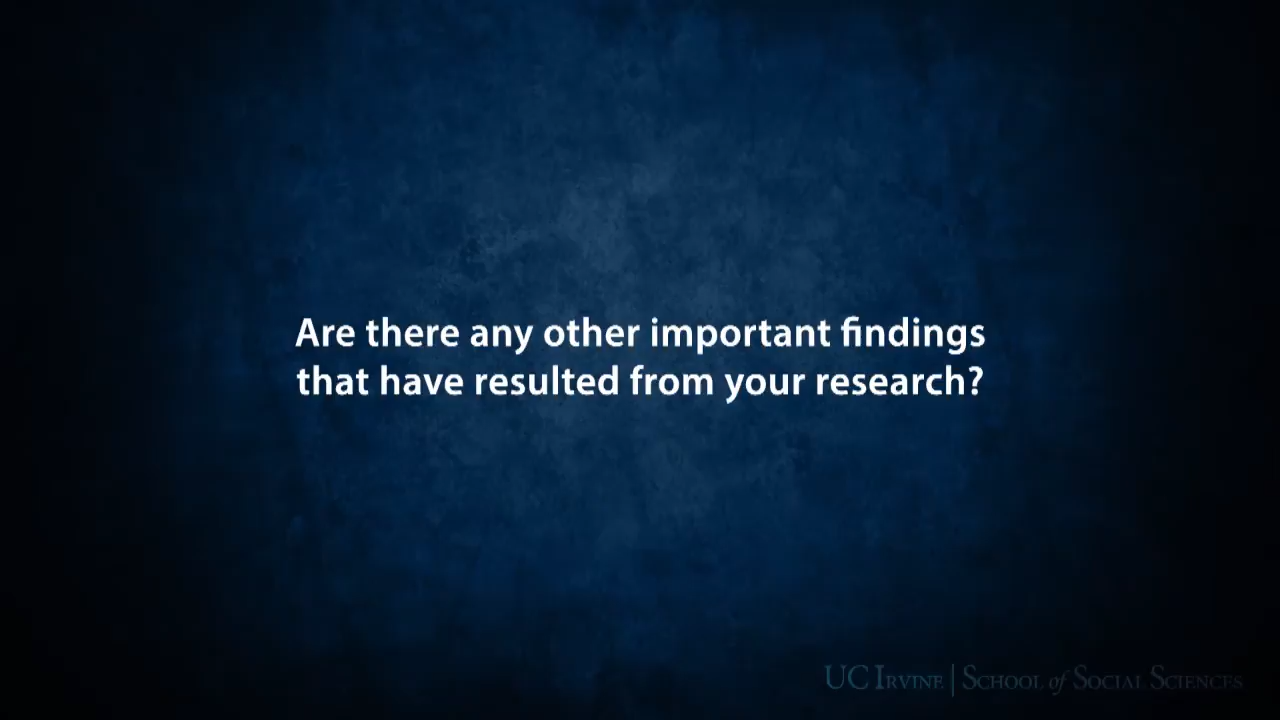 Are there any other important findings
that have resulted from your research?
UC Irvine | School of Social Sciences